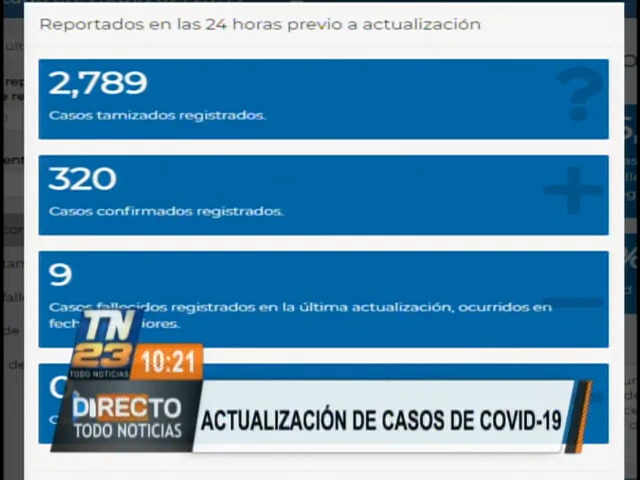 Reportados en las 24 horas previo a actualización
2,789
Casos tamizados registrados.
320
Casos confirmados registrados.
9
Casos fallecidos registrados en la última actualización, ocurridos en
TN
23
TODO NOTICIAS
10:21
DIRECTO
TODO NOTICIAS
ACTUALIZACIÓN DE CASOS DE COVID-19